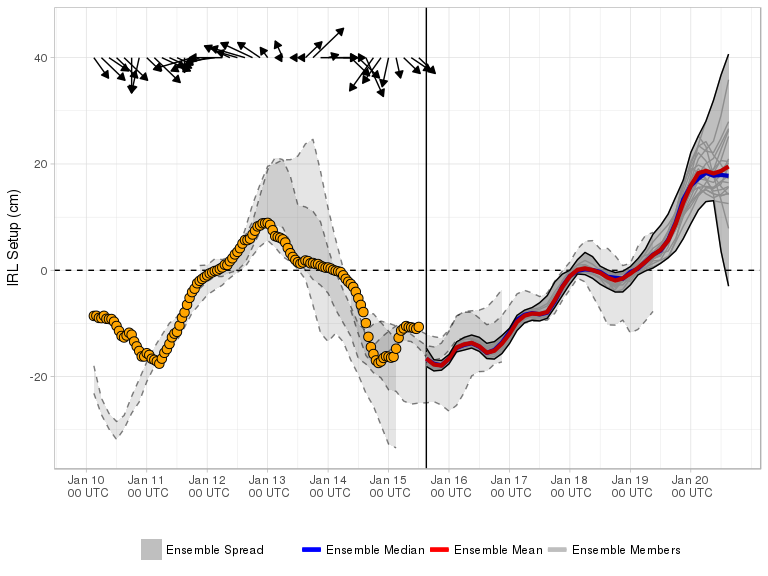 40
20
0
-20
IRL Setup (cm)
Jan 10 Jan 11 Jan 12 Jan 13 Jan 14 Jan 15 Jan 16 Jan 17 Jan 18 Jan 19 Jan 20
00 UTC 00 UTC 00 UTC 00 UTC 00 UTC 00 UTC 00 UTC 00 UTC 00 UTC 00 UTC 00 UTC
Ensemble Spread Ensemble Median Ensemble Mean Ensemble Members